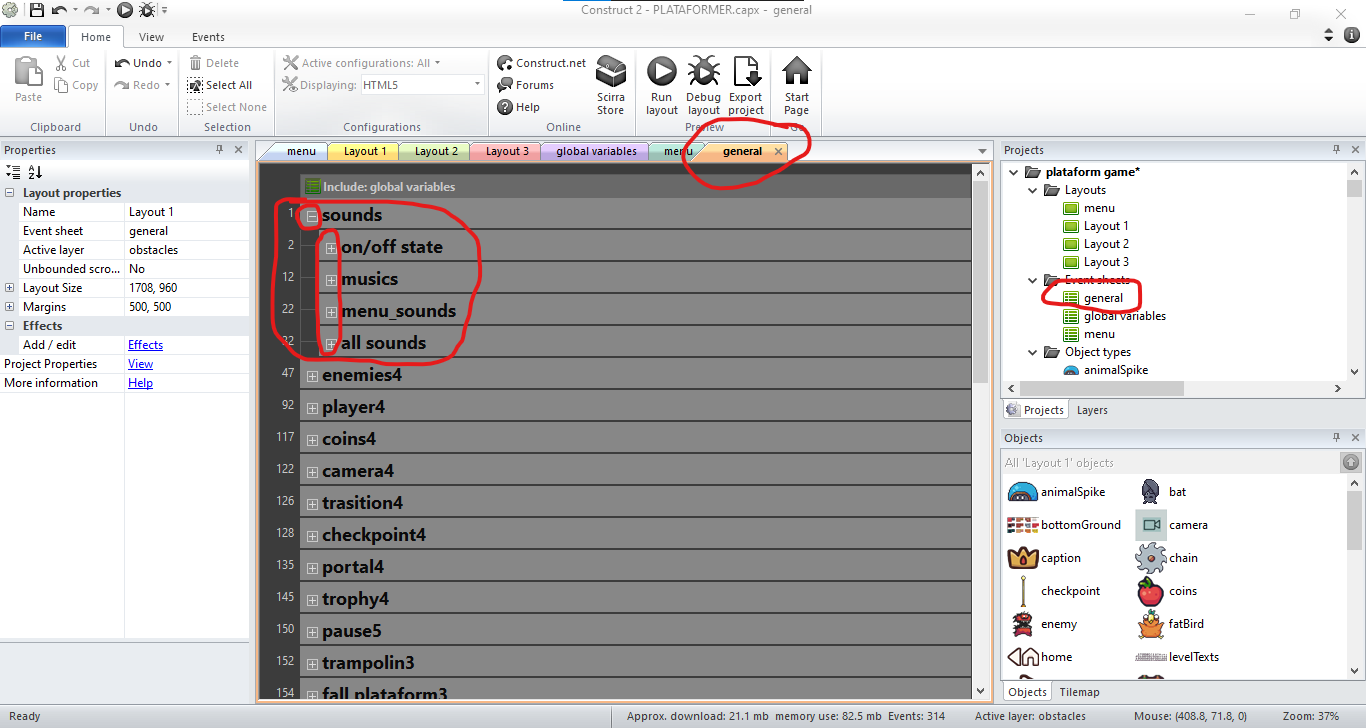 Construct 2 - PLATAFORMER.capx - general
File Home View Events
Paste Cut Copy
Clipboard
Undo Redo
Undo
Delete Select All Select None
Selection
Active configurations: All
Displaying: HTML5
Configurations
Construct.net Forums Help
Scirra Store
Online
Run layout Debug layout Export project
Preview
Start Page
Go
Properties
Layout properties
Name Layout 1
Event sheet general
Active layer obstacles
Unbounded scro... No
Layout Size 1708, 960
Margins 500, 500
Effects
Add / edit Effects
Project Properties View
More information Help
menu Layout 1 Layout 2 Layout 3 global variables menu general
Include: global variables
1 sounds
2 on/off state
12 musics
22 menu_sounds
32 all sounds
47 enemies4
92 player4
117 coins4
122 camera4
126 trasition4
128 checkpoint4
135 portal4
145 trophy4
150 pause5
152 trampolin3
154 fall plataform3
Projects
plataform game*
Layouts
menu
Layout 1
Layout 2
Layout 3
Event sheets
general
global variables
menu
Object types
animalSpike
Projects Layers
Objects
All 'Layout 1' objects
animalSpike bat
bottomGround camera
caption chain
checkpoint coins
enemy fatBird
home levelTexts
Objects Tilemap
Ready
Approx. download: 21.1 mb memory use: 82.5 mb Events: 314 Active layer: obstacles Mouse: (408.8, 71.8, 0) Zoom: 37%